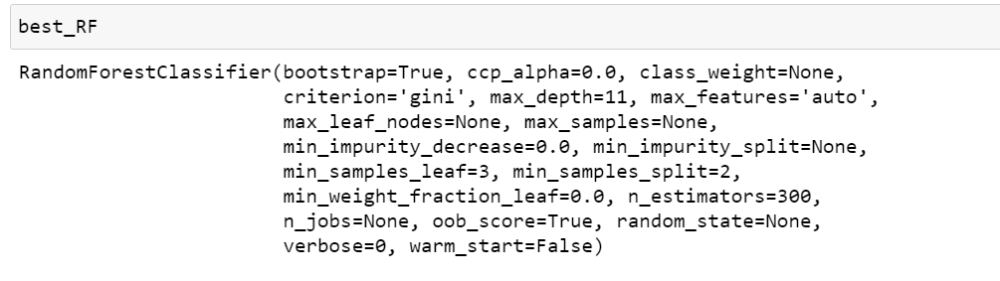 best_RF
RandomForestClassifier(bootstrap=True, ccp_alpha=0.0, class_weight=None,
criterion='gini', max_depth=11, max_features='auto',
max_leaf_nodes=None, max_samples=None,
min_impurity_decrease=0.0, min_impurity_split=None,
min_samples_leaf=3, min_samples_split=2,
min_weight_fraction_leaf=0.0, n_estimators=300,
n_jobs=None, oob_score=True, random_state=None,
verbose=0, warm_start=False)